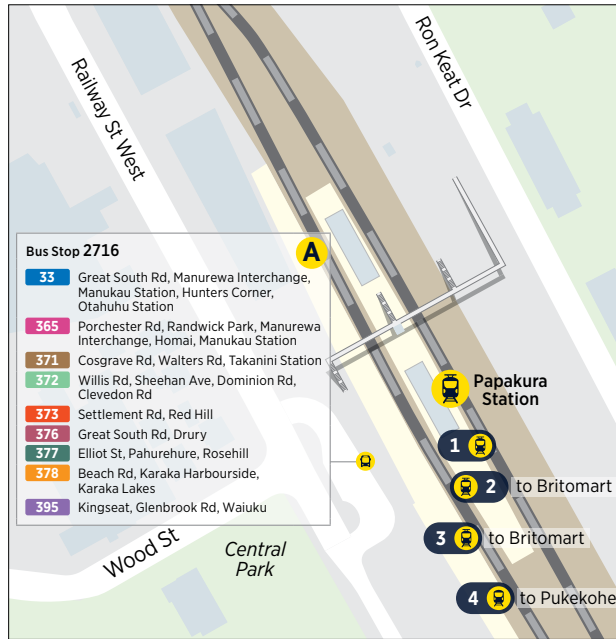 Railway St West
Ron Keat Dr
Bus Stop 2716
A
33 Great South Rd, Manurewa Interchange,
Manukau Station, Hunters Corner,
Otahuhu Station
365 Porchester Rd, Randwick Park, Manurewa
Interchange, Homai, Manukau Station
371 Cosgrave Rd, Walters Rd, Takanini Station
372 Willis Rd, Sheehan Ave, Dominion Rd,
Clevedon Rd
373 Settlement Rd, Red Hill
376 Great South Rd, Drury
377 Elliot St, Pahurehure, Rosehill
378 Beach Rd, Karaka Harbourside,
Karaka Lakes
395 Kingseat, Glenbrook Rd, Waiuku
Papakura
Station
1
2 to Britomart
3 to Britomart
4 to Pukekohe
Wood St
Central
Park